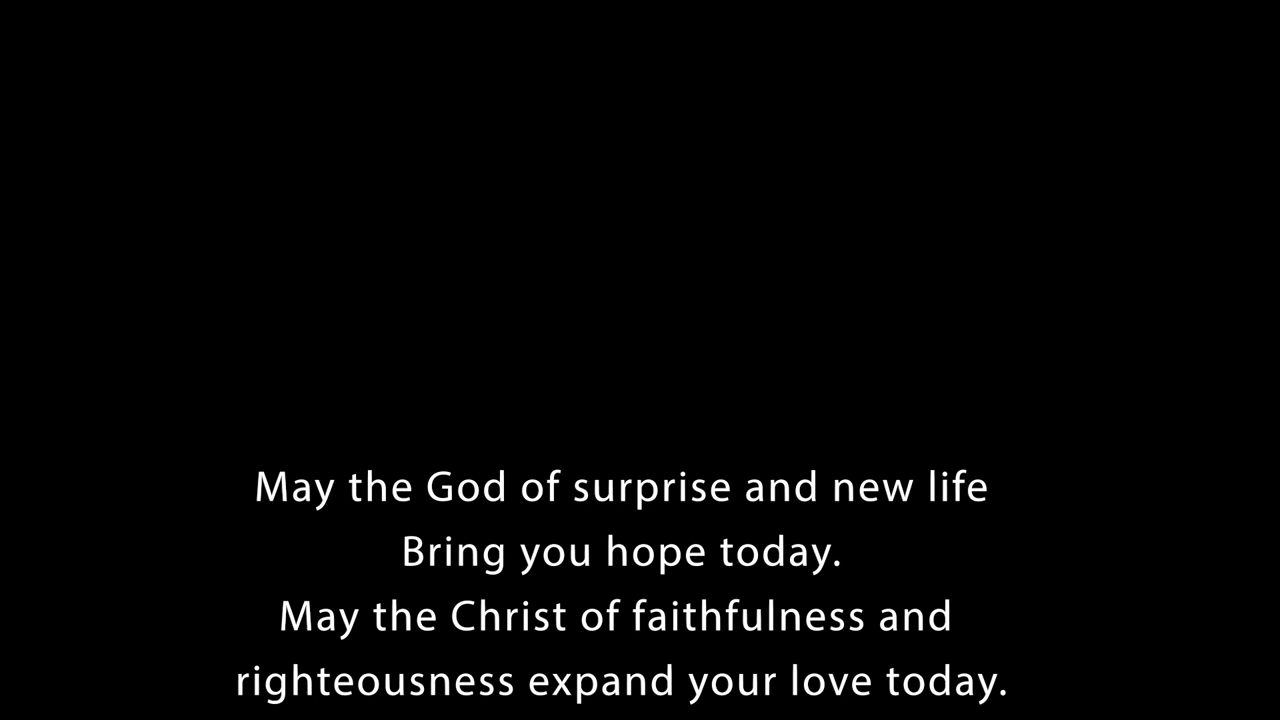 May the God of surprise and new life
Bring you hope today.
May the Christ of faithfulness and
righteousness expand your love today.